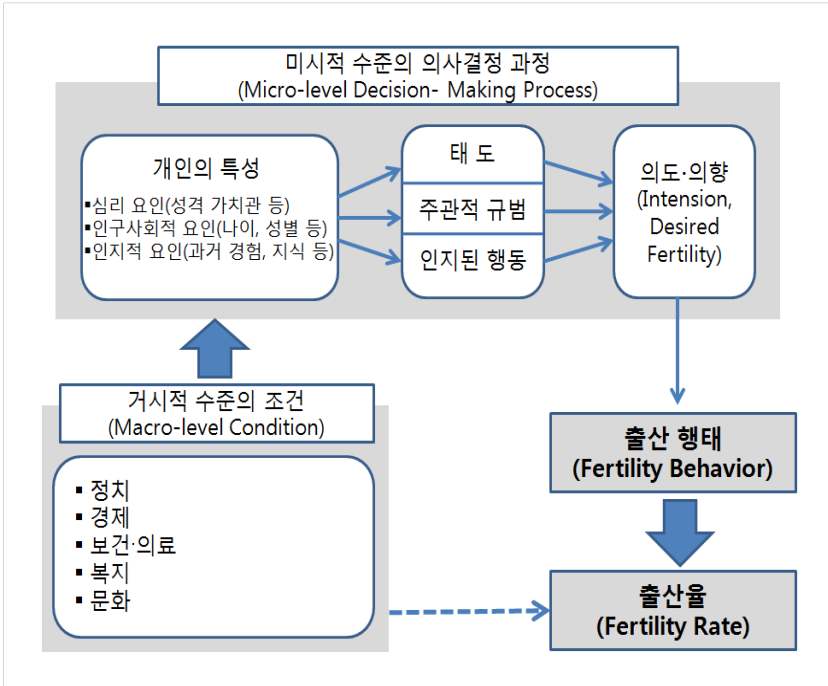 미시적 수준의 의사결정 과정
(Micro-level Decision- Making Process)
개인의 특성
▪심리 요인(성격 가치관 등)
▪인구사회적 요인(나이, 성별 등)
▪인지적 요인(과거 경험, 지식 등)
태 도
주관적 규범
인지된 행동
의도·의향
(Intension,
Desired
Fertility)
거시적 수준의 조건
(Macro-level Condition)
▪ 정치
▪ 경제
▪ 보건·의료
▪ 복지
▪ 문화
출산 행태
(Fertility Behavior)
출산율
(Fertility Rate)